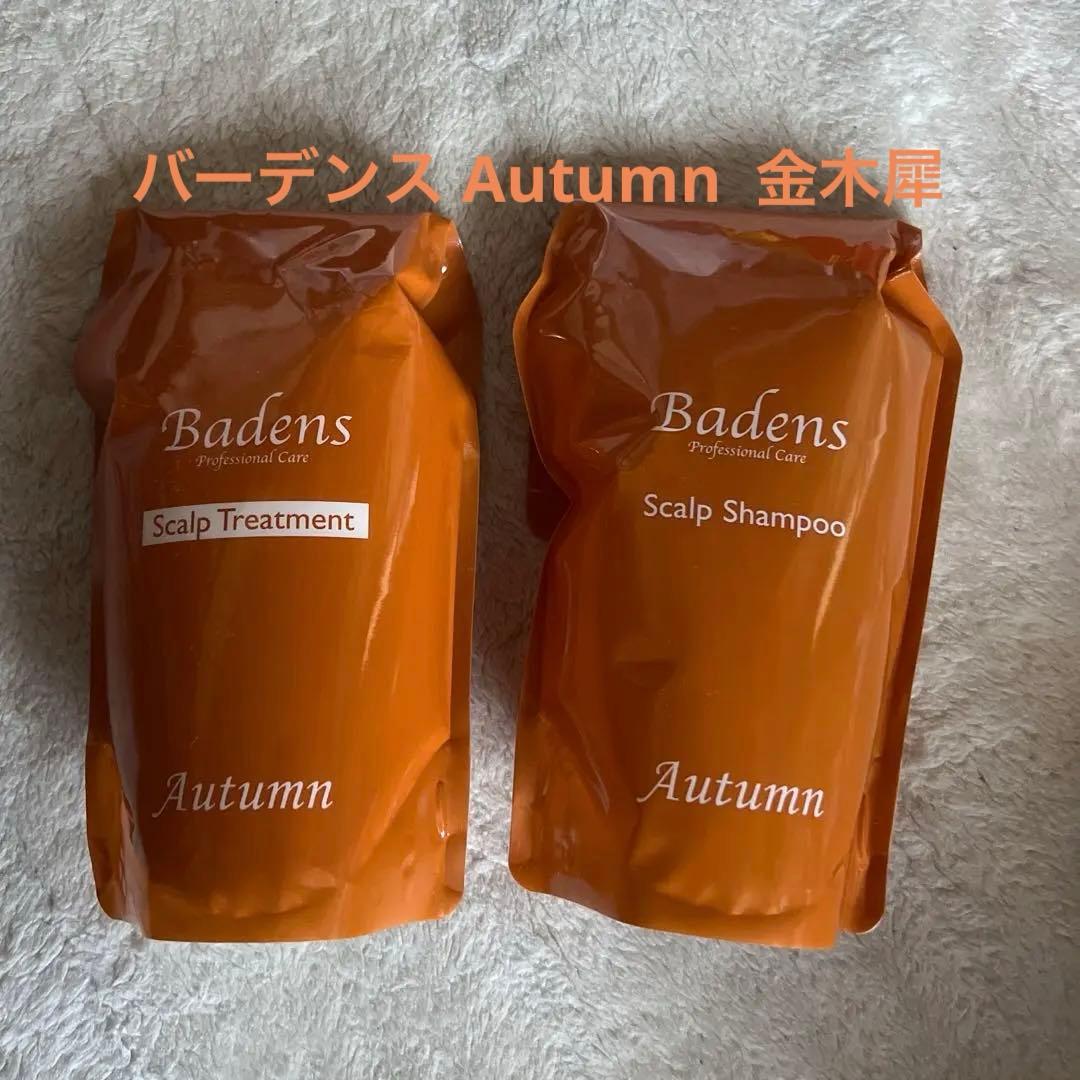 バーデンス Autumn 金木犀
Badens
Professional Care
Scalp Treatment
Autumn
Badens
Professional Care
Scalp Shampoo
Autumn